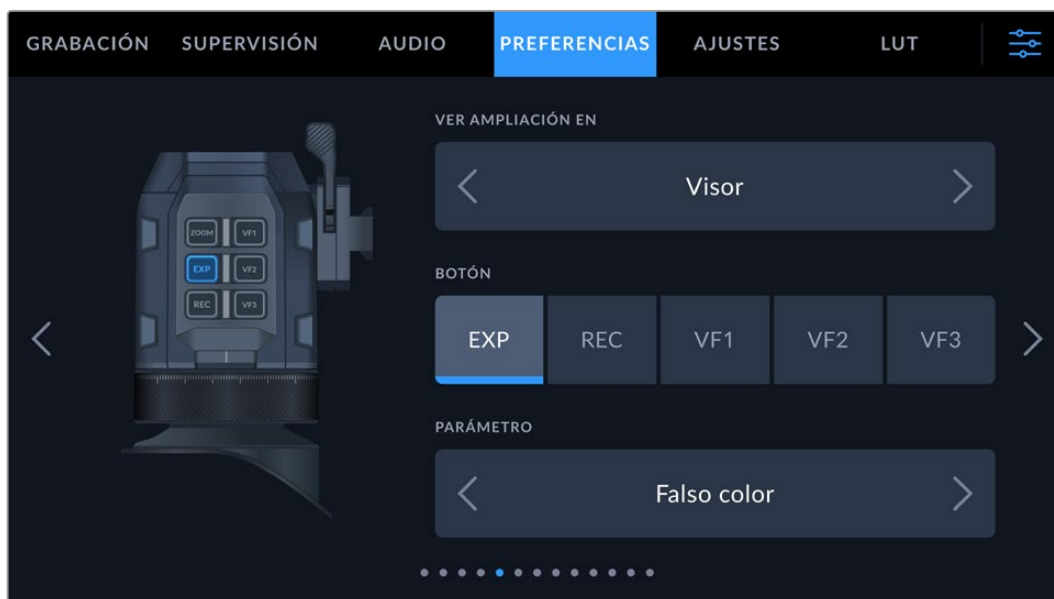 GRABACIÓN SUPERVISIÓN AUDIO PREFERENCIAS AJUSTES LUT
VER AMPLIACIÓN EN
Visor
ZOOM VF1
EXP VF2
REC VF3
BOTÓN
EXP REC VF1 VF2 VF3
PARÁMETRO
Falso color